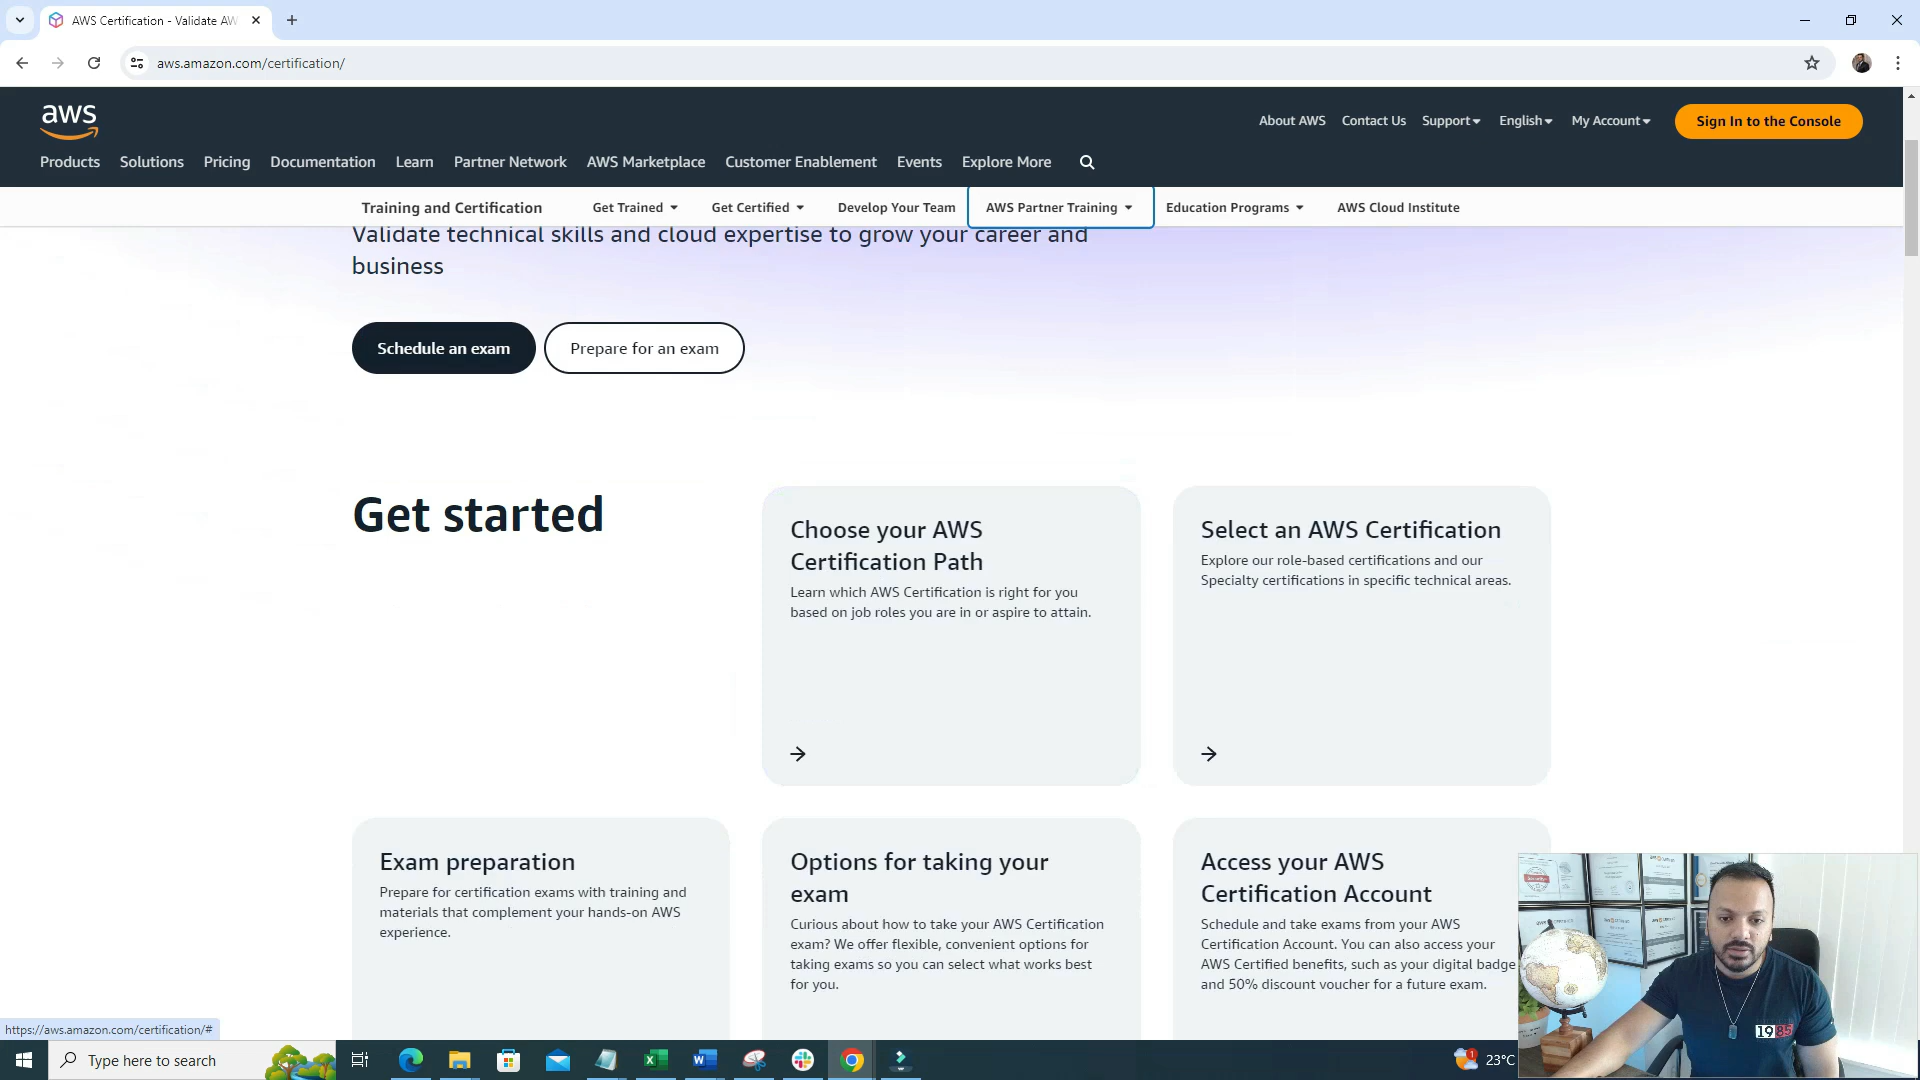 AWS Certification - Validate AW
aws.amazon.com/certification/
aws
About AWS
Contact Us
Support
English
My Account
Sign In to the Console
Products
Solutions
Pricing
Documentation
Learn
Partner Network
AWS Marketplace
Customer Enablement
Events
Explore More
Training and Certification
Get Trained
Get Certified
Develop Your Team
AWS Partner Training
Education Programs
AWS Cloud Institute
Validate technical skills and cloud expertise to grow your career and
business
Schedule an exam
Prepare for an exam
Get started
Choose your AWS
Certification Path
Learn which AWS Certification is right for you
based on job roles you are in or aspire to attain.
Select an AWS Certification
Explore our role-based certifications and our
Specialty certifications in specific technical areas.
Exam preparation
Prepare for certification exams with training and
materials that complement your hands-on AWS
experience.
Options for taking your
exam
Curious about how to take your AWS Certification
exam? We offer flexible, convenient options for
taking exams so you can select what works best
for you.
Access your AWS
Certification Account
Schedule and take exams from your AWS
Certification Account. You can also access your
AWS Certified benefits, such as your digital badge
and 50% discount voucher for a future exam.
https://aws.amazon.com/certification/#
Type here to search
1
23°C
1985